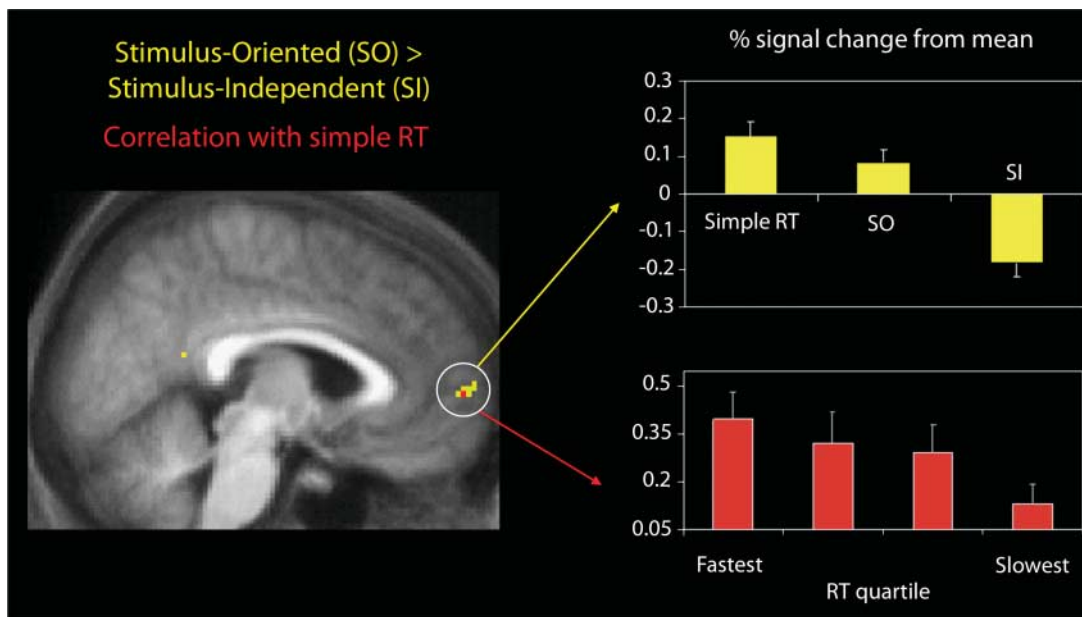 Stimulus-Oriented (SO) >
Stimulus-Independent (SI)
Correlation with simple RT
% signal change from mean
0.3
0.2
0.1
0
-0.1
-0.2
-0.3
Simple RT
SO
SI
0.5
0.35
0.2
0.05
Fastest
Slowest
RT quartile